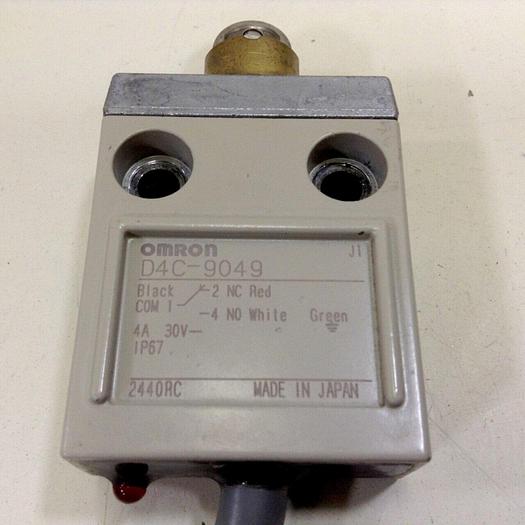 OMRON J1
D4C-9049
Black 2 NC Red
COM 1
4 NO White Green
4A 30V
IP67
2440RC MADE IN JAPAN